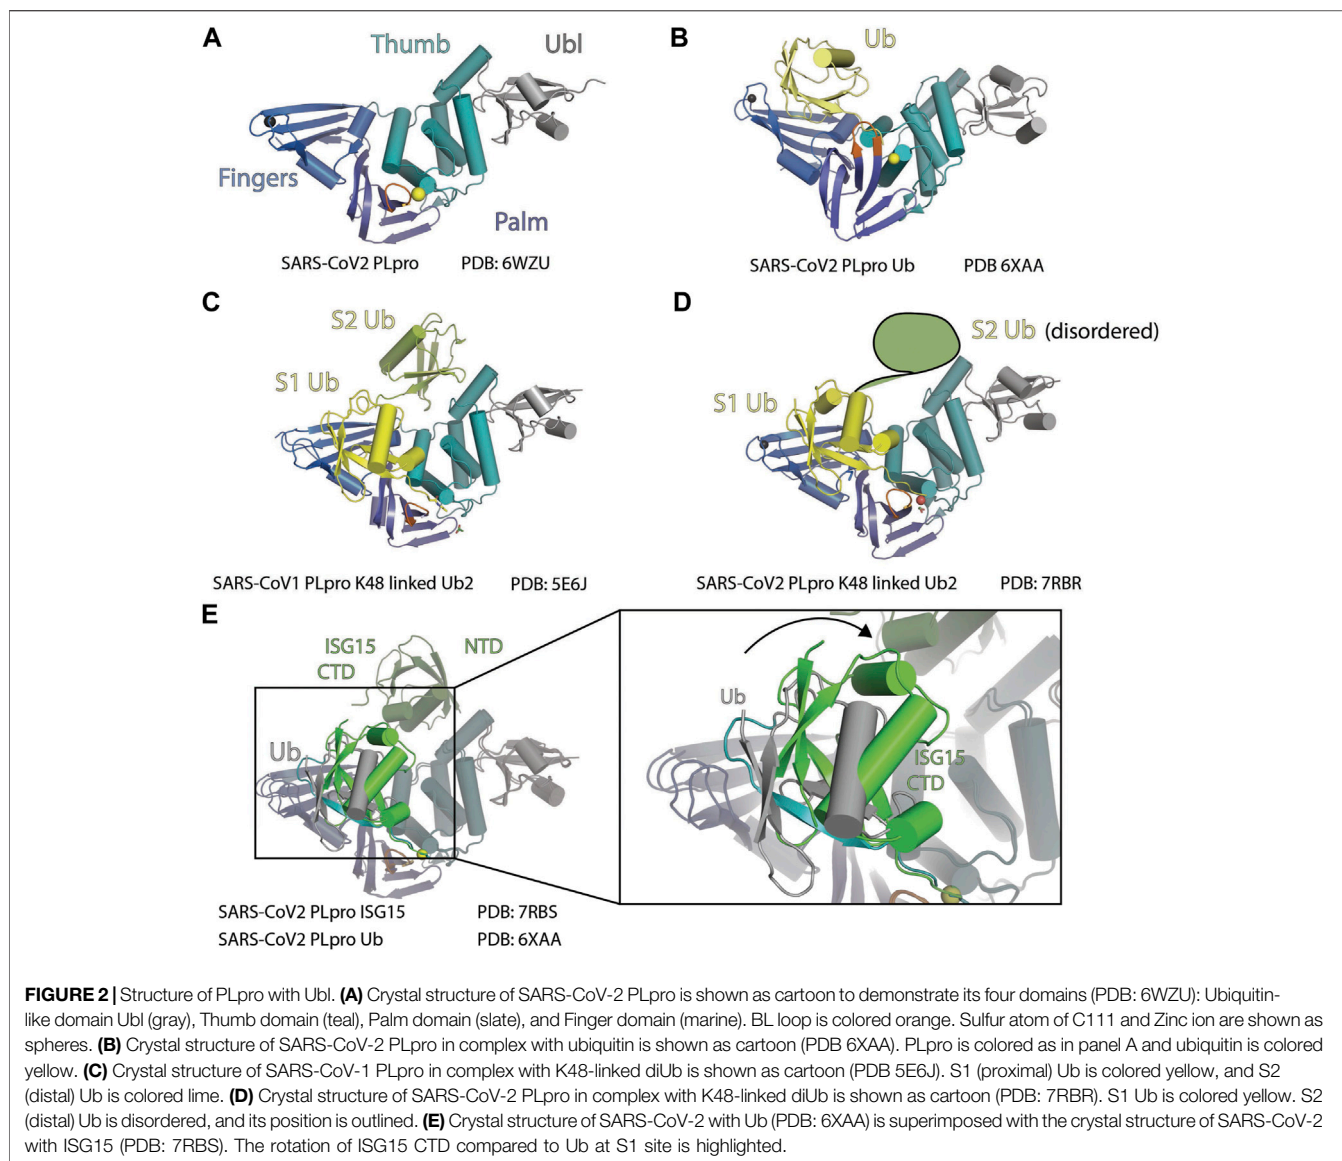 A
Thumb
Ubl
Fingers
Palm
SARS-CoV2 PLpro PDB: 6WZU
B
Ub
SARS-CoV2 PLpro Ub PDB 6XAA
C
S2 Ub
S1 Ub
SARS-CoV1 PLpro K48 linked Ub2 PDB: 5E6J
D
S2 Ub (disordered)
S1 Ub
SARS-CoV2 PLpro K48 linked Ub2 PDB: 7RBR
E
ISG15
CTD
NTD
Ub
SARS-CoV2 PLpro ISG15 PDB: 7RBS
SARS-CoV2 PLpro Ub PDB: 6XAA
Ub
ISG15
CTD
FIGURE 2 | Structure of PLpro with Ubl. (A) Crystal structure of SARS-CoV-2 PLpro is shown as cartoon to demonstrate its four domains (PDB: 6WZU): Ubiquitin-
like domain Ubl (gray), Thumb domain (teal), Palm domain (slate), and Finger domain (marine). BL loop is colored orange. Sulfur atom of C111 and Zinc ion are shown as
spheres. (B) Crystal structure of SARS-CoV-2 PLpro in complex with ubiquitin is shown as cartoon (PDB 6XAA). PLpro is colored as in panel A and ubiquitin is colored
yellow. (C) Crystal structure of SARS-CoV-1 PLpro in complex with K48-linked diUb is shown as cartoon (PDB 5E6J). S1 (proximal) Ub is colored yellow, and S2
(distal) Ub is colored lime. (D) Crystal structure of SARS-CoV-2 PLpro in complex with K48-linked diUb is shown as cartoon (PDB: 7RBR). S1 Ub is colored yellow. S2
(distal) Ub is disordered, and its position is outlined. (E) Crystal structure of SARS-CoV-2 with Ub (PDB: 6XAA) is superimposed with the crystal structure of SARS-CoV-2
with ISG15 (PDB: 7RBS). The rotation of ISG15 CTD compared to Ub at S1 site is highlighted.